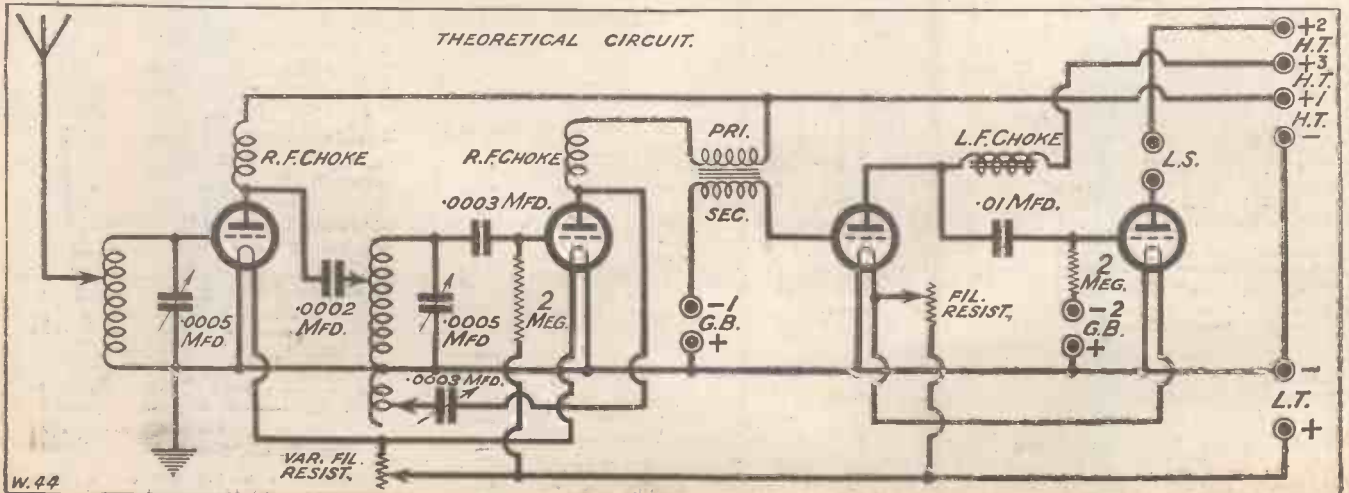 THEORETICAL CIRCUIT.
+2
H.T.
+3
H.T.
+1
H.T.
-
R.F. CHOKE
R.F. CHOKE
PRI.
SEC.
L.F. CHOKE
L.S.
.0003 MFD.
.01 MFD.
.0005
MFD.
.0002
MFD.
.0005
MFD
2
MEG.
-1
G.B.
+
FIL.
RESIST,
2
MEG.
-2
G.B.
+
.0003 MFD.
-
L.T.
+
VAR. FIL.
RESIST,
W.44